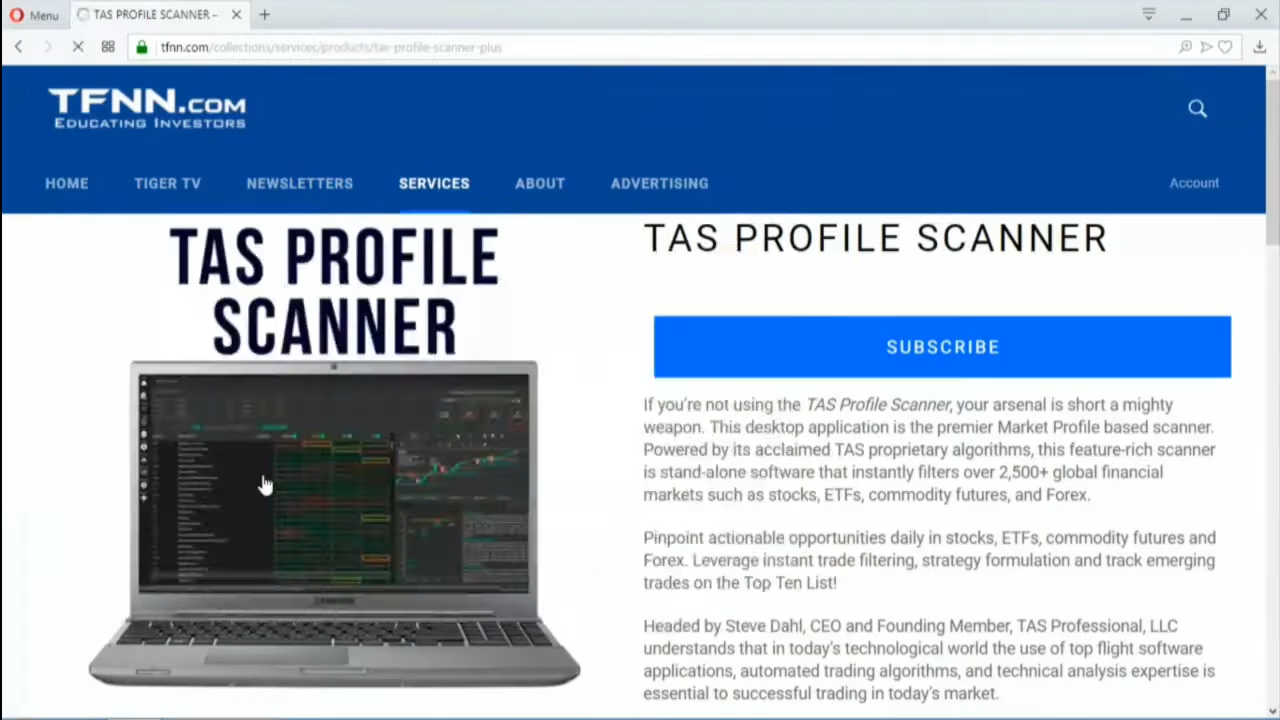 Menu
TAS PROFILE SCANNER –
tfnn.com/collections/services/products/tas-profile-scanner-plus
TFNN.COM
EDUCATING INVESTORS
HOME
TIGER TV
NEWSLETTERS
SERVICES
ABOUT
ADVERTISING
Account
TAS PROFILE
SCANNER
SAMSUNG
TAS PROFILE SCANNER
SUBSCRIBE
If you're not using the TAS Profile Scanner, your arsenal is short a mighty
weapon. This desktop application is the premier Market Profile based scanner.
Powered by its acclaimed TAS proprietary algorithms, this feature-rich scanner
is stand-alone software that instantly filters over 2,500+ global financial
markets such as stocks, ETFs, commodity futures, and Forex.
Pinpoint actionable opportunities daily in stocks, ETFs, commodity futures and
Forex. Leverage instant trade filtering, strategy formulation and track emerging
trades on the Top Ten List!
Headed by Steve Dahl, CEO and Founding Member, TAS Professional, LLC
understands that in today's technological world the use of top flight software
applications, automated trading algorithms, and technical analysis expertise is
essential to successful trading in today's market.